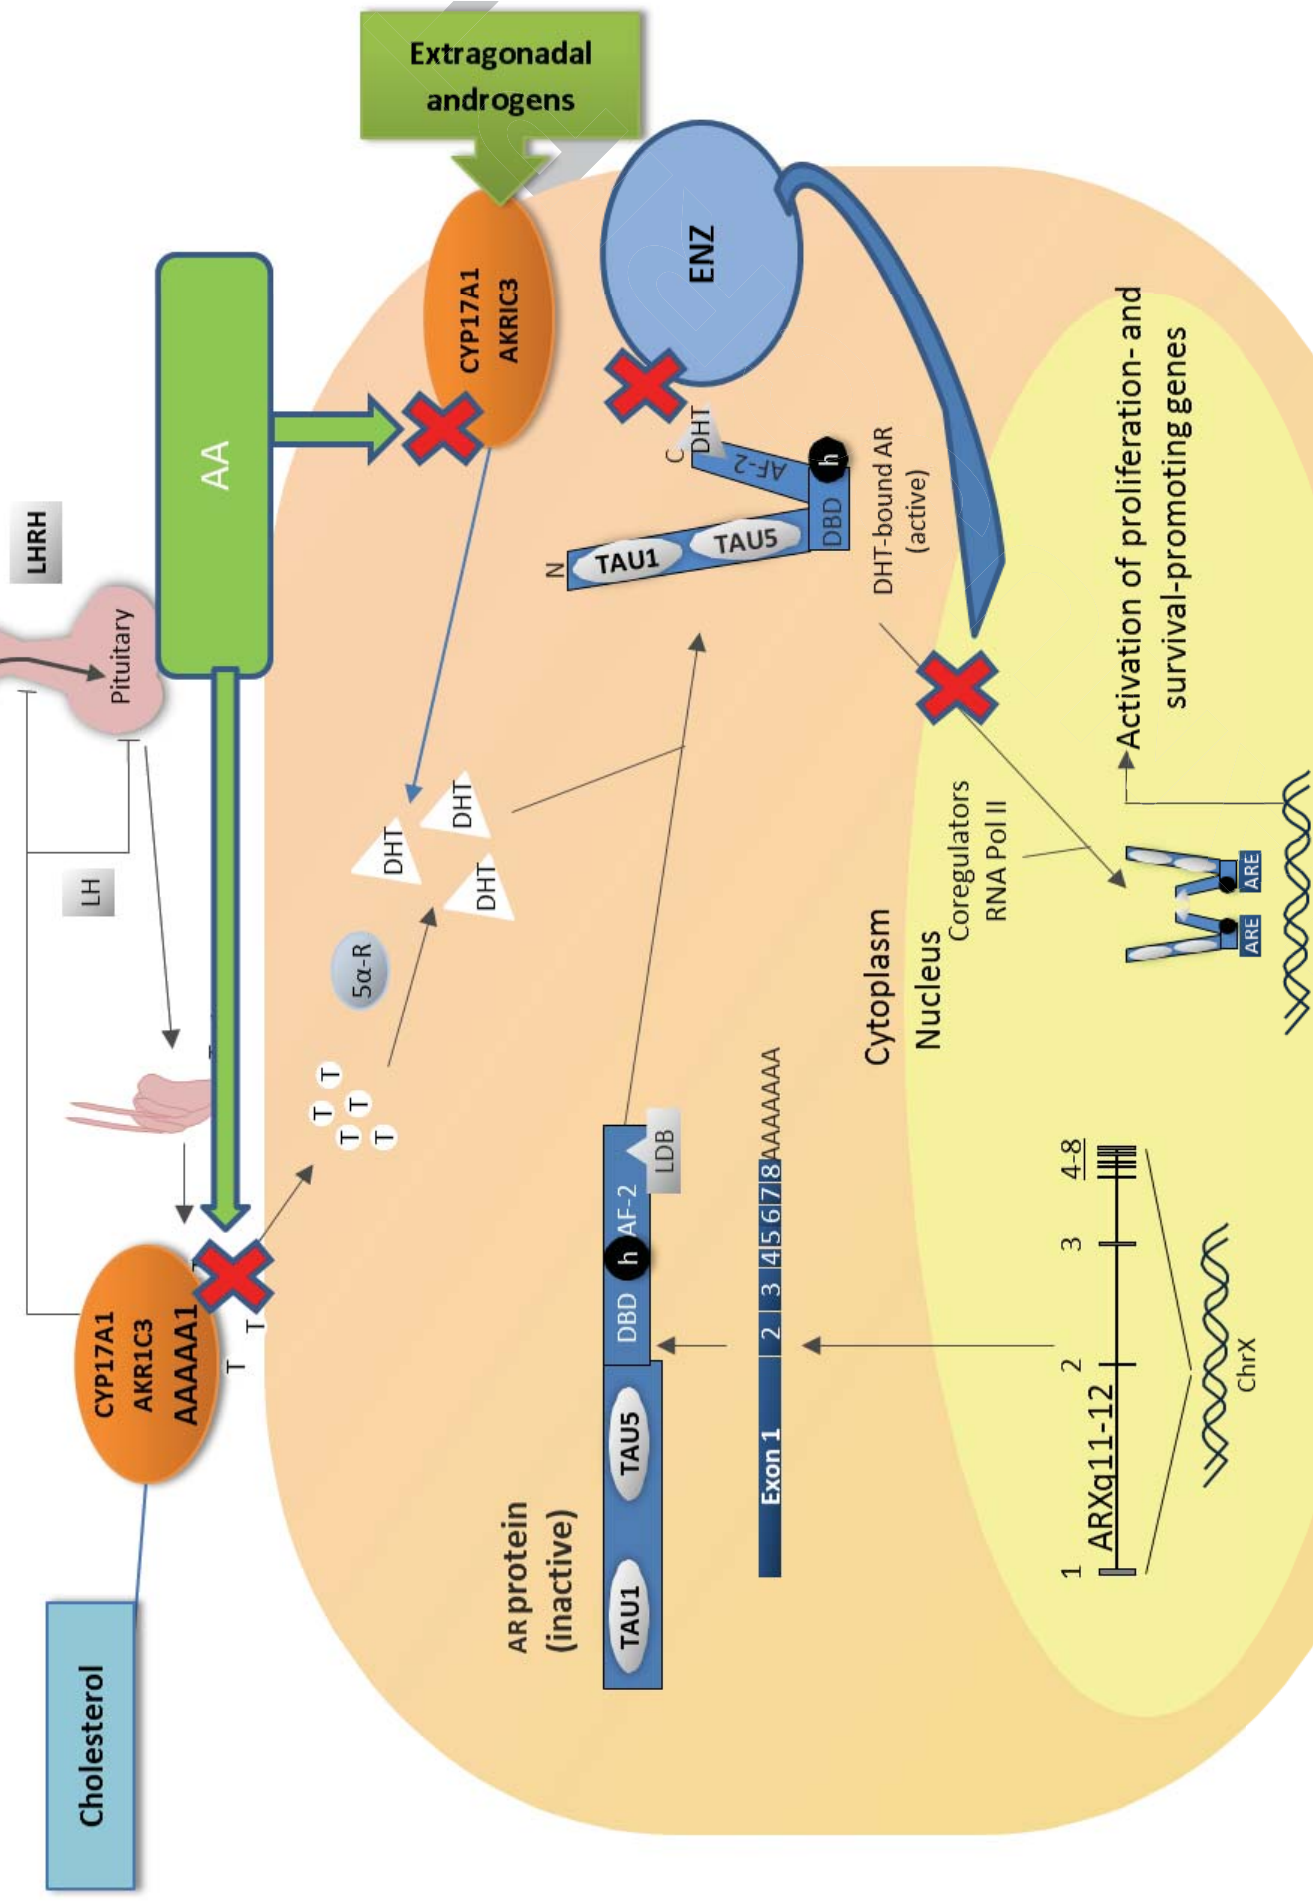 Cholesterol
CYP17A1
AKR1C3
AAAAA1
T
T
LH
LHRH
Pituitary
AA
Extragonadal
androgens
CYP17A1
AKRIC3
T
T
T
T
T
5α-R
DHT
DHT
DHT
AR protein
(inactive)
TAU1
TAU5
DBD
h
AF-2
LDB
N
TAU1
TAU5
C
DHT
AF-2
DBD
h
DHT-bound AR
(active)
ENZ
Exon 1
2
3
4
5
6
7
8
AAAAAAA
Cytoplasm
Nucleus
Coregulators
RNA Pol II
1
2
3
4-8
ARXq11-12
ChrX
ARE
ARE
Activation of proliferation- and
survival-promoting genes